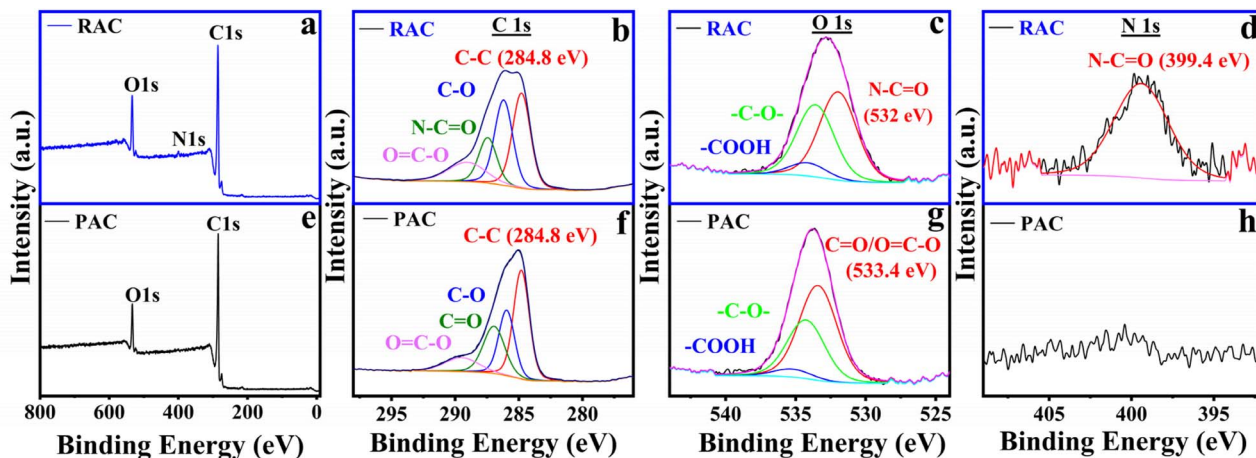 RAC
a
C1s
O1s
N1s
PAC
e
C1s
O1s
800
600
400
200
0
Binding Energy (eV)
Intensity (a.u.)
RAC
C 1s
b
C-C (284.8 eV)
C-O
N-C=O
O=C-O
PAC
f
C-C (284.8 eV)
C-O
C=O
O=C-O
295
290
285
280
Binding Energy (eV)
Intensity (a.u.)
RAC
O 1s
c
N-C=O
(532 eV)
-C-O-
-COOH
PAC
g
C=O/O=C-O
(533.4 eV)
-C-O-
-COOH
540
535
530
525
Binding Energy (eV)
Intensity (a.u.)
RAC
N 1s
d
N-C=O (399.4 eV)
PAC
h
405
400
395
Binding Energy (eV)
Intensity (a.u.)